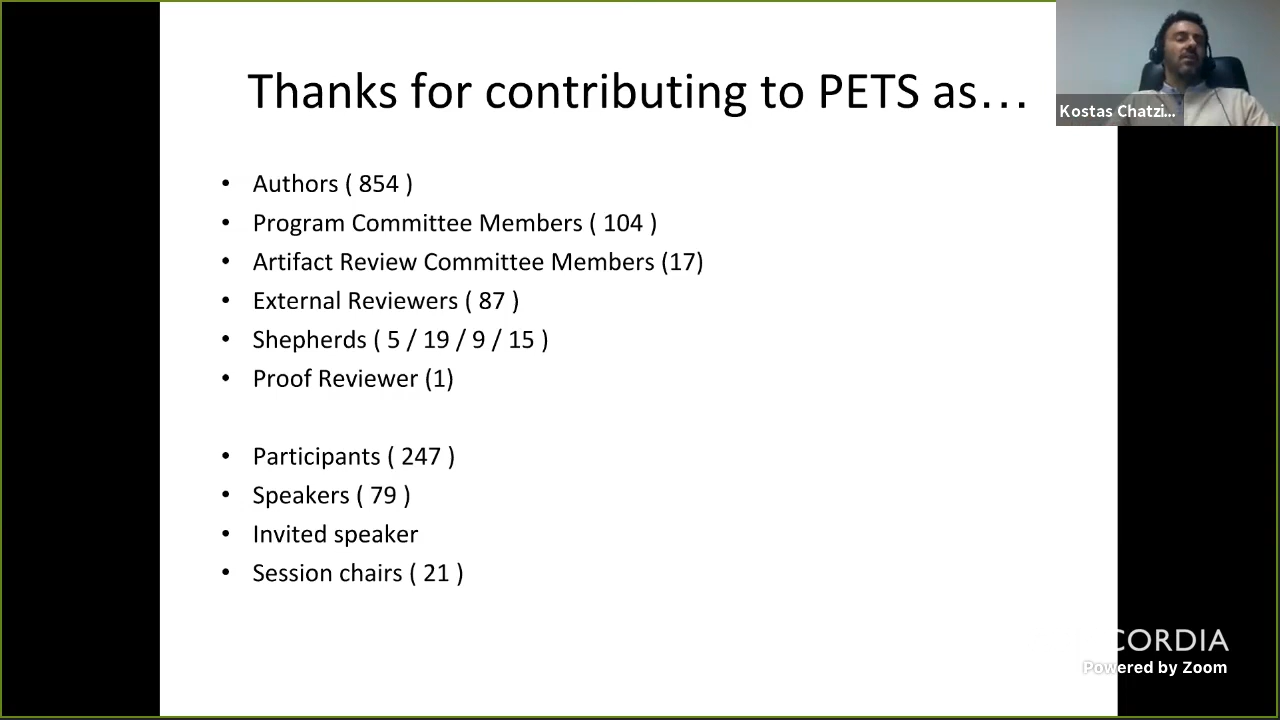 Thanks for contributing to PETS as...
Kostas Chatzi...
• Authors ( 854 )
• Program Committee Members ( 104 )
• Artifact Review Committee Members (17)
• External Reviewers ( 87 )
• Shepherds ( 5 / 19 / 9 / 15 )
• Proof Reviewer (1)
• Participants ( 247 )
• Speakers ( 79 )
• Invited speaker
• Session chairs ( 21 )
CORDIA
Powered by Zoom